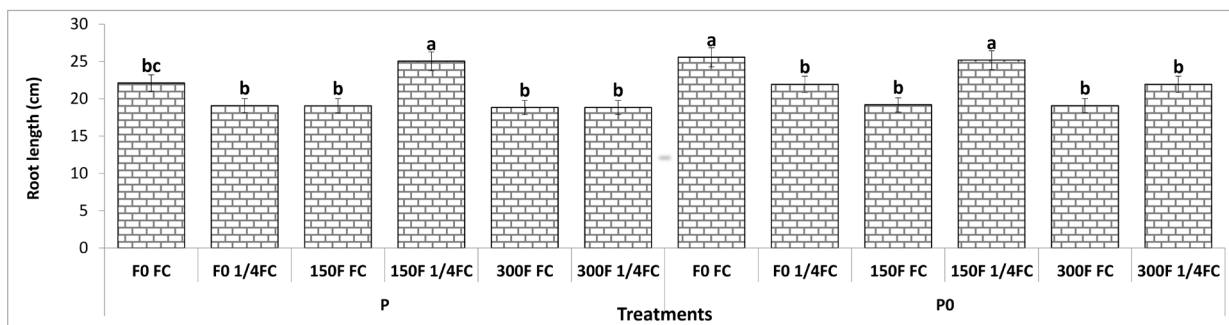 30
25
20
15
10
5
0
Root length (cm)
bc
b
b
a
b
b
a
b
b
a
b
b
F0 FC
F0 1/4FC
150F FC
150F 1/4FC
300F FC
300F 1/4FC
F0 FC
F0 1/4FC
150F FC
150F 1/4FC
300F FC
300F 1/4FC
P
P0
Treatments